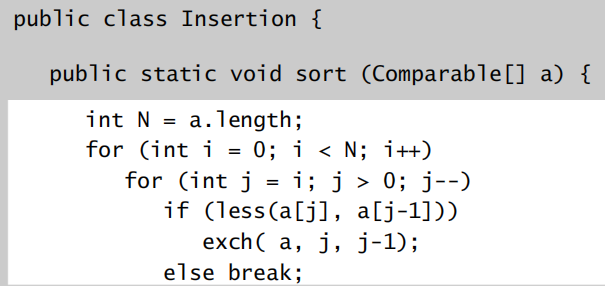 public class Insertion {
public static void sort (Comparable[] a) {
int N = a.length;
for (int i = 0; i < N; i++)
for (int j = i; j > 0; j--)
if (less(a[j], a[j-1]))
exch( a, j, j-1);
else break;